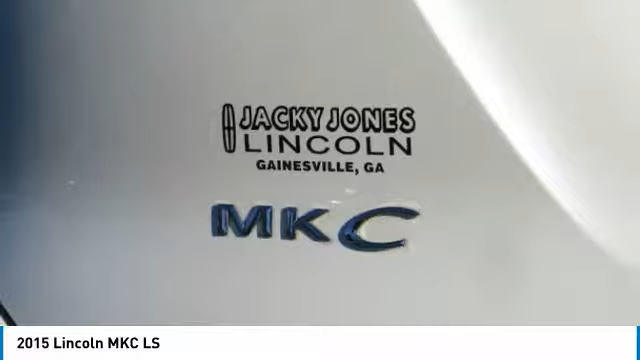 JACKY JONES
LINCOLN
GAINESVILLE, GA
MKC
2015 Lincoln MKC LS